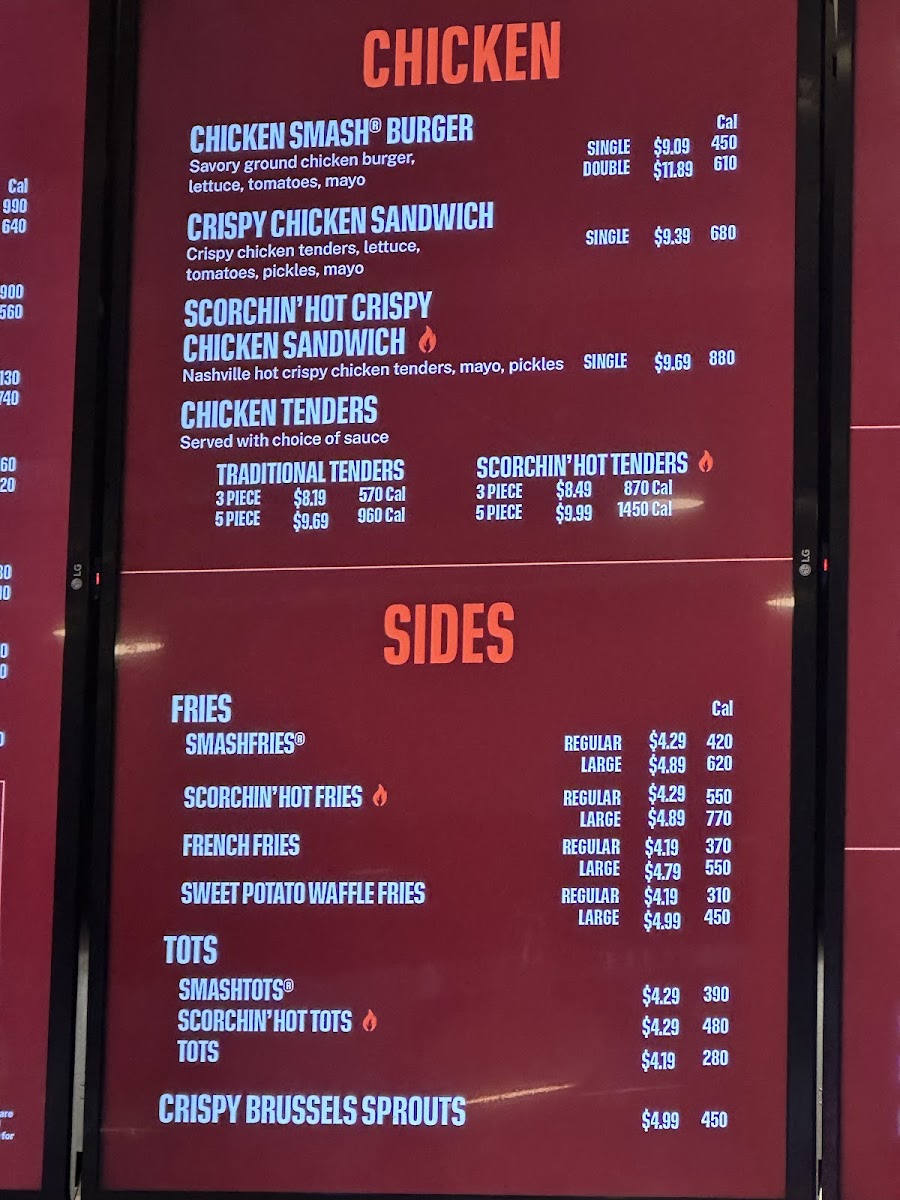 CHICKEN
Cal
CHICKEN SMASH® BURGER
Savory ground chicken burger,
lettuce, tomatoes, mayo
SINGLE $9.09 450
DOUBLE $11.89 610
CRISPY CHICKEN SANDWICH
Crispy chicken tenders, lettuce,
tomatoes, pickles, mayo
SINGLE $9.39 680
SCORCHIN' HOT CRISPY
CHICKEN SANDWICH
Nashville hot crispy chicken tenders, mayo, pickles SINGLE $9.69 880
CHICKEN TENDERS
Served with choice of sauce
TRADITIONAL TENDERS
3 PIECE $8.19 570 Cal
5 PIECE $9.69 960 Cal
SCORCHIN' HOT TENDERS
3 PIECE $8.49 870 Cal
5 PIECE $9.99 1450 Cal
SIDES
FRIES Cal
SMASHFRIES® REGULAR $4.29 420
LARGE $4.89 620
SCORCHIN' HOT FRIES REGULAR $4.29 550
LARGE $4.89 770
FRENCH FRIES REGULAR $4.19 370
LARGE $4.79 550
SWEET POTATO WAFFLE FRIES REGULAR $4.19 310
LARGE $4.99 450
TOTS
SMASHTOTS® $4.29 390
SCORCHIN' HOT TOTS $4.29 480
TOTS $4.19 280
CRISPY BRUSSELS SPROUTS $4.99 450
Cal
990
640
900
560
LG
LG